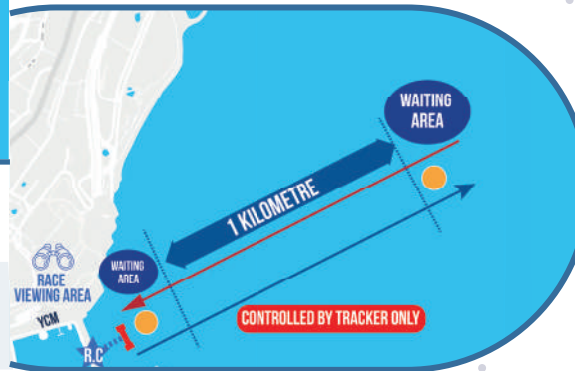 WAITING
AREA
1 KILOMETRE
WAITING
AREA
RACE
VIEWING AREA
YCM
CONTROLLED BY TRACKER ONLY
R.C